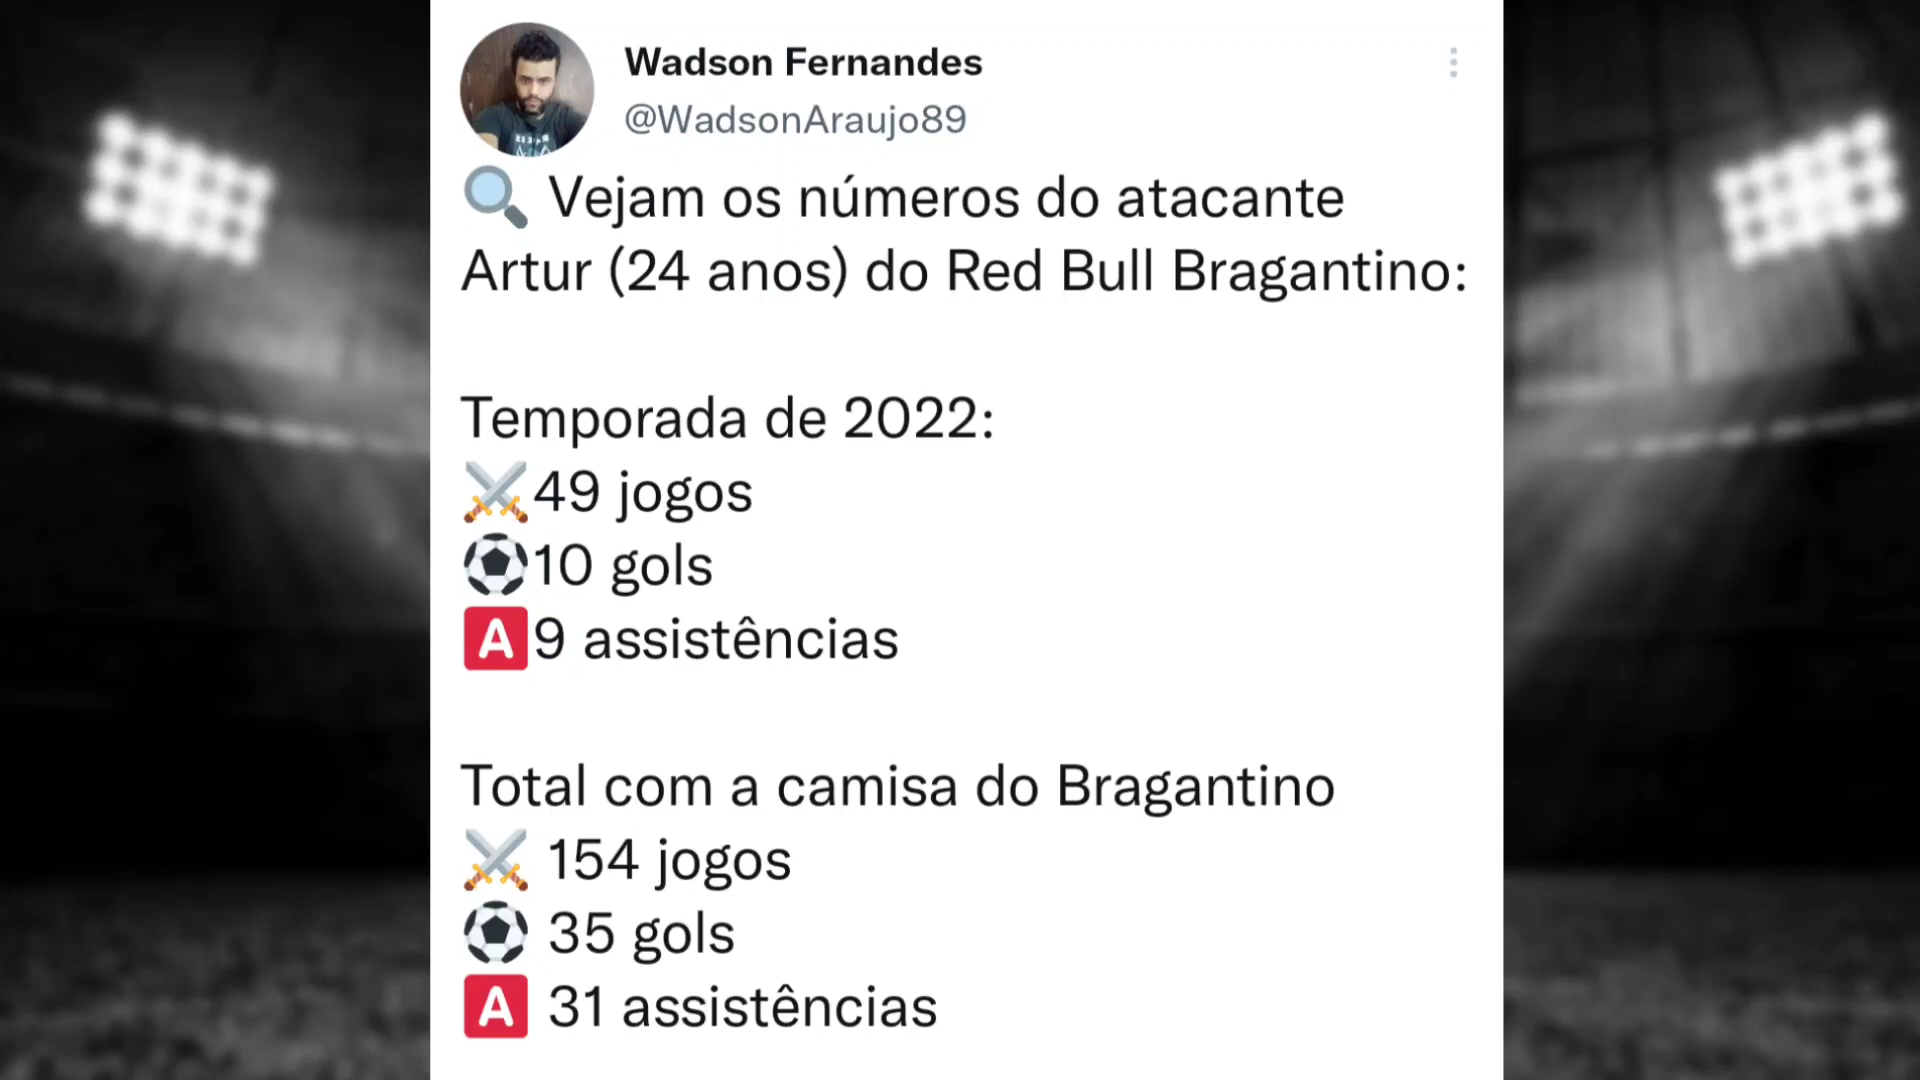 Wadson Fernandes
@WadsonAraujo89
🔍 Vejam os números do atacante
Artur (24 anos) do Red Bull Bragantino:
Temporada de 2022:
⚔️49 jogos
⚽10 gols
🅰️9 assistências
Total com a camisa do Bragantino
⚔️ 154 jogos
⚽ 35 gols
🅰️ 31 assistências